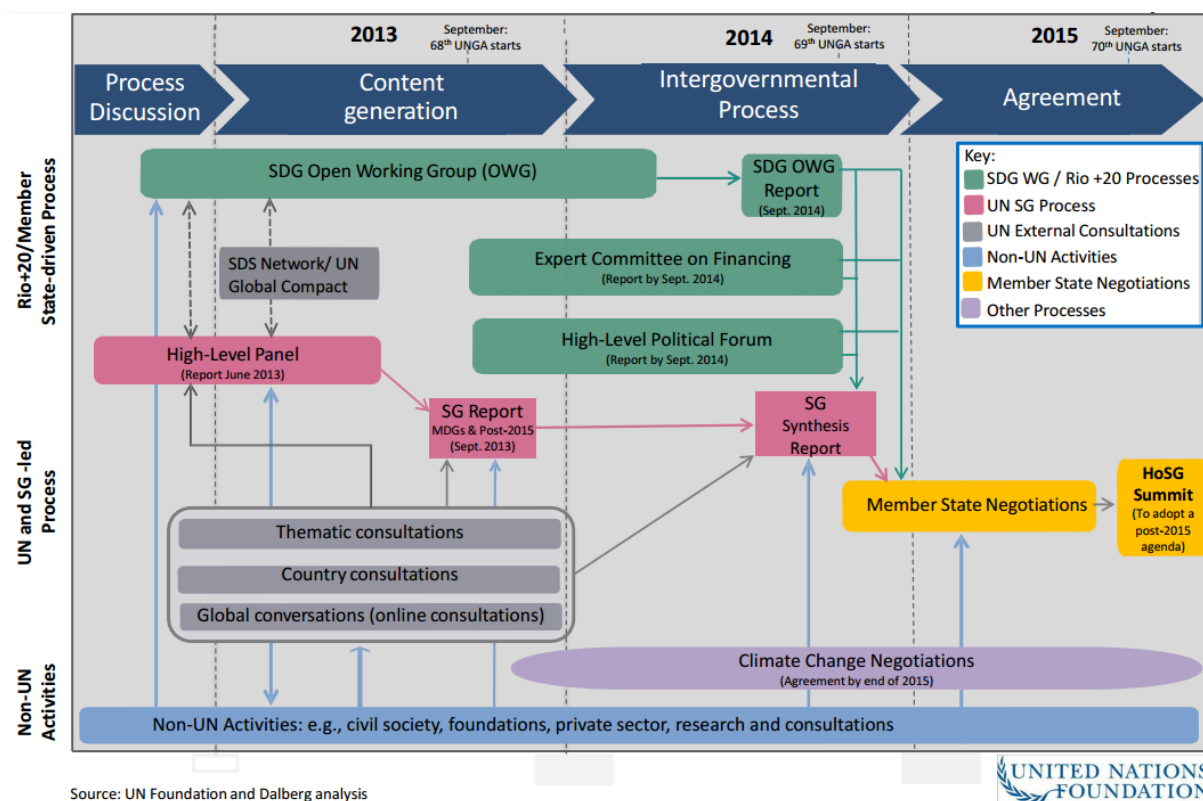 2013
September:
68th UNGA starts
2014
September:
69th UNGA starts
2015
September:
70th UNGA starts
Process
Discussion
Content
generation
Intergovernmental
Process
Agreement
Rio+20/Member
State-driven Process
SDG Open Working Group (OWG)
SDG OWG
Report
(Sept. 2014)
Key:
SDG WG / Rio +20 Processes
UN SG Process
UN External Consultations
Non-UN Activities
Member State Negotiations
Other Processes
SDS Network/ UN
Global Compact
Expert Committee on Financing
(Report by Sept. 2014)
High-Level Political Forum
(Report by Sept. 2014)
High-Level Panel
(Report June 2013)
UN and SG -led
Process
SG Report
MDGs & Post-2015
(Sept. 2013)
SG
Synthesis
Report
Member State Negotiations
HoSG
Summit
(To adopt a
post-2015
agenda)
Thematic consultations
Country consultations
Global conversations (online consultations)
Non-UN
Activities
Climate Change Negotiations
(Agreement by end of 2015)
Non-UN Activities: e.g., civil society, foundations, private sector, research and consultations
Source: UN Foundation and Dalberg analysis
UNITED NATIONS
FOUNDATION